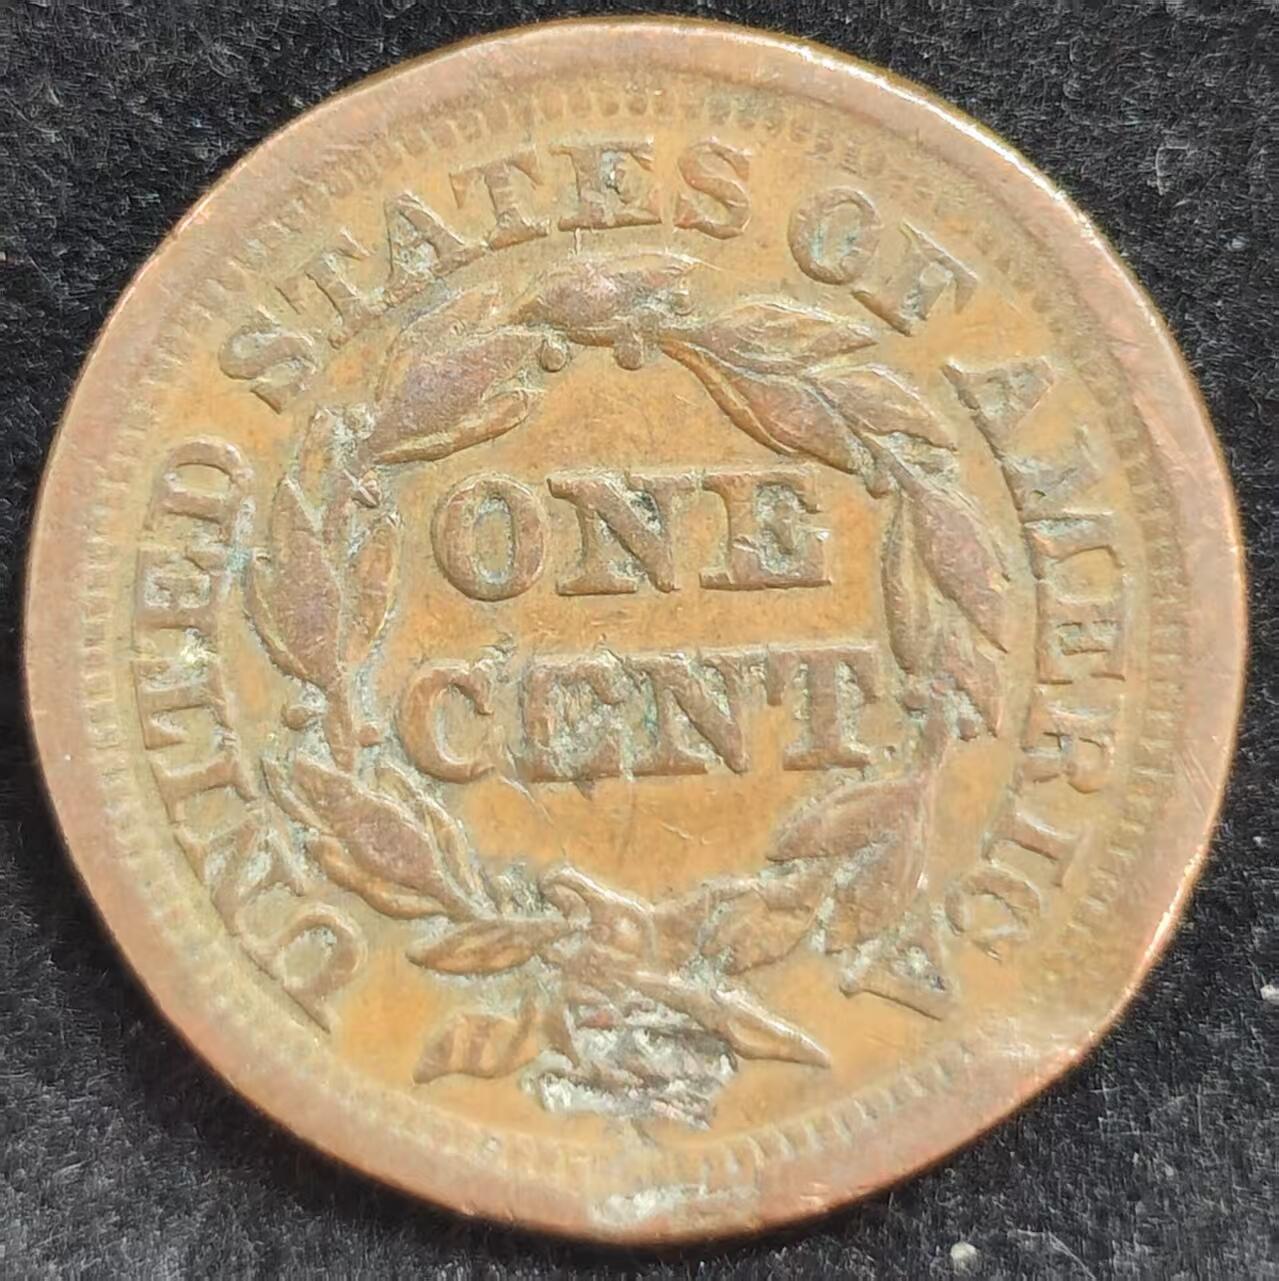 UNITED STATES OF AMERICA
ONE
CENT